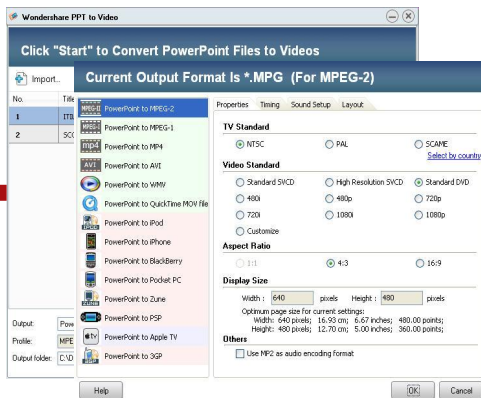 Wondershare PPT to Video
Click "Start" to Convert PowerPoint Files to Videos
Import...
No. Title
1
2
Output:
Profile:
Output folder: C:\D
Current Output Format Is *.MPG (For MPEG-2)
PowerPoint to MPEG-2
PowerPoint to MPEG-1
mp4 PowerPoint to MP4
AVI PowerPoint to AVI
PowerPoint to WMV
PowerPoint to QuickTime MOV file
PowerPoint to iPod
PowerPoint to iPhone
PowerPoint to BlackBerry
PowerPoint to Pocket PC
PowerPoint to Zune
PowerPoint to PSP
tv PowerPoint to Apple TV
PowerPoint to 3GP
Properties Timing Sound Setup Layout
TV Standard
NTSC PAL SCAME
Select by country
Video Standard
Standard SVCD High Resolution SVCD Standard DVD
480i 480p 720p
720i 1080i 1080p
Customize
Aspect Ratio
1:1 4:3 16:9
Display Size
Width : 640 pixels Height : 480 pixels
Optimum page size for current settings:
Width: 640 pixels; 16.93 cm; 6.67 inches; 480.00 points;
Height: 480 pixels; 12.70 cm; 5.00 inches; 360.00 points;
Others
Use MP2 as audio encoding format
Help OK Cancel